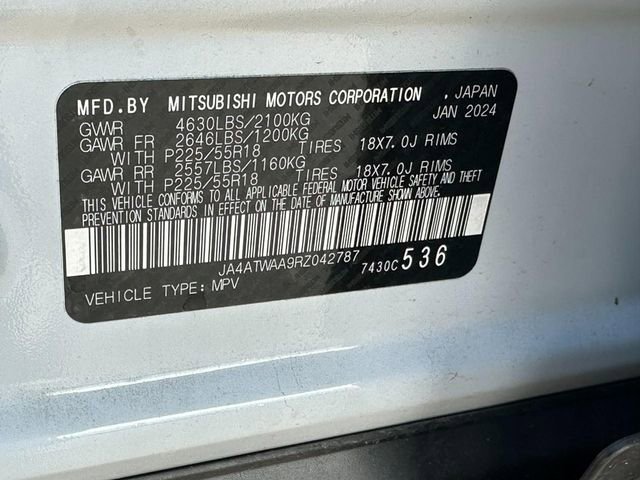 MFD.BY MITSUBISHI MOTORS CORPORATION , JAPAN
JAN 2024
GVWR 4630LBS/2100KG
GAWR FR 2646LBS/1200KG
WITH P225/55R18 TIRES 18X7.0J RIMS
GAWR RR 2557LBS/1160KG
WITH P225/55R18 TIRES 18X7.0J RIMS
THIS VEHICLE CONFORMS TO ALL APPLICABLE FEDERAL MOTOR VEHICLE SAFETY AND THEFT
PREVENTION STANDARDS IN EFFECT ON THE DATE OF MANUFACTURE SHOWN ABOVE.
JA4ATWAA9RZ042787
7430C 536
VEHICLE TYPE: MPV